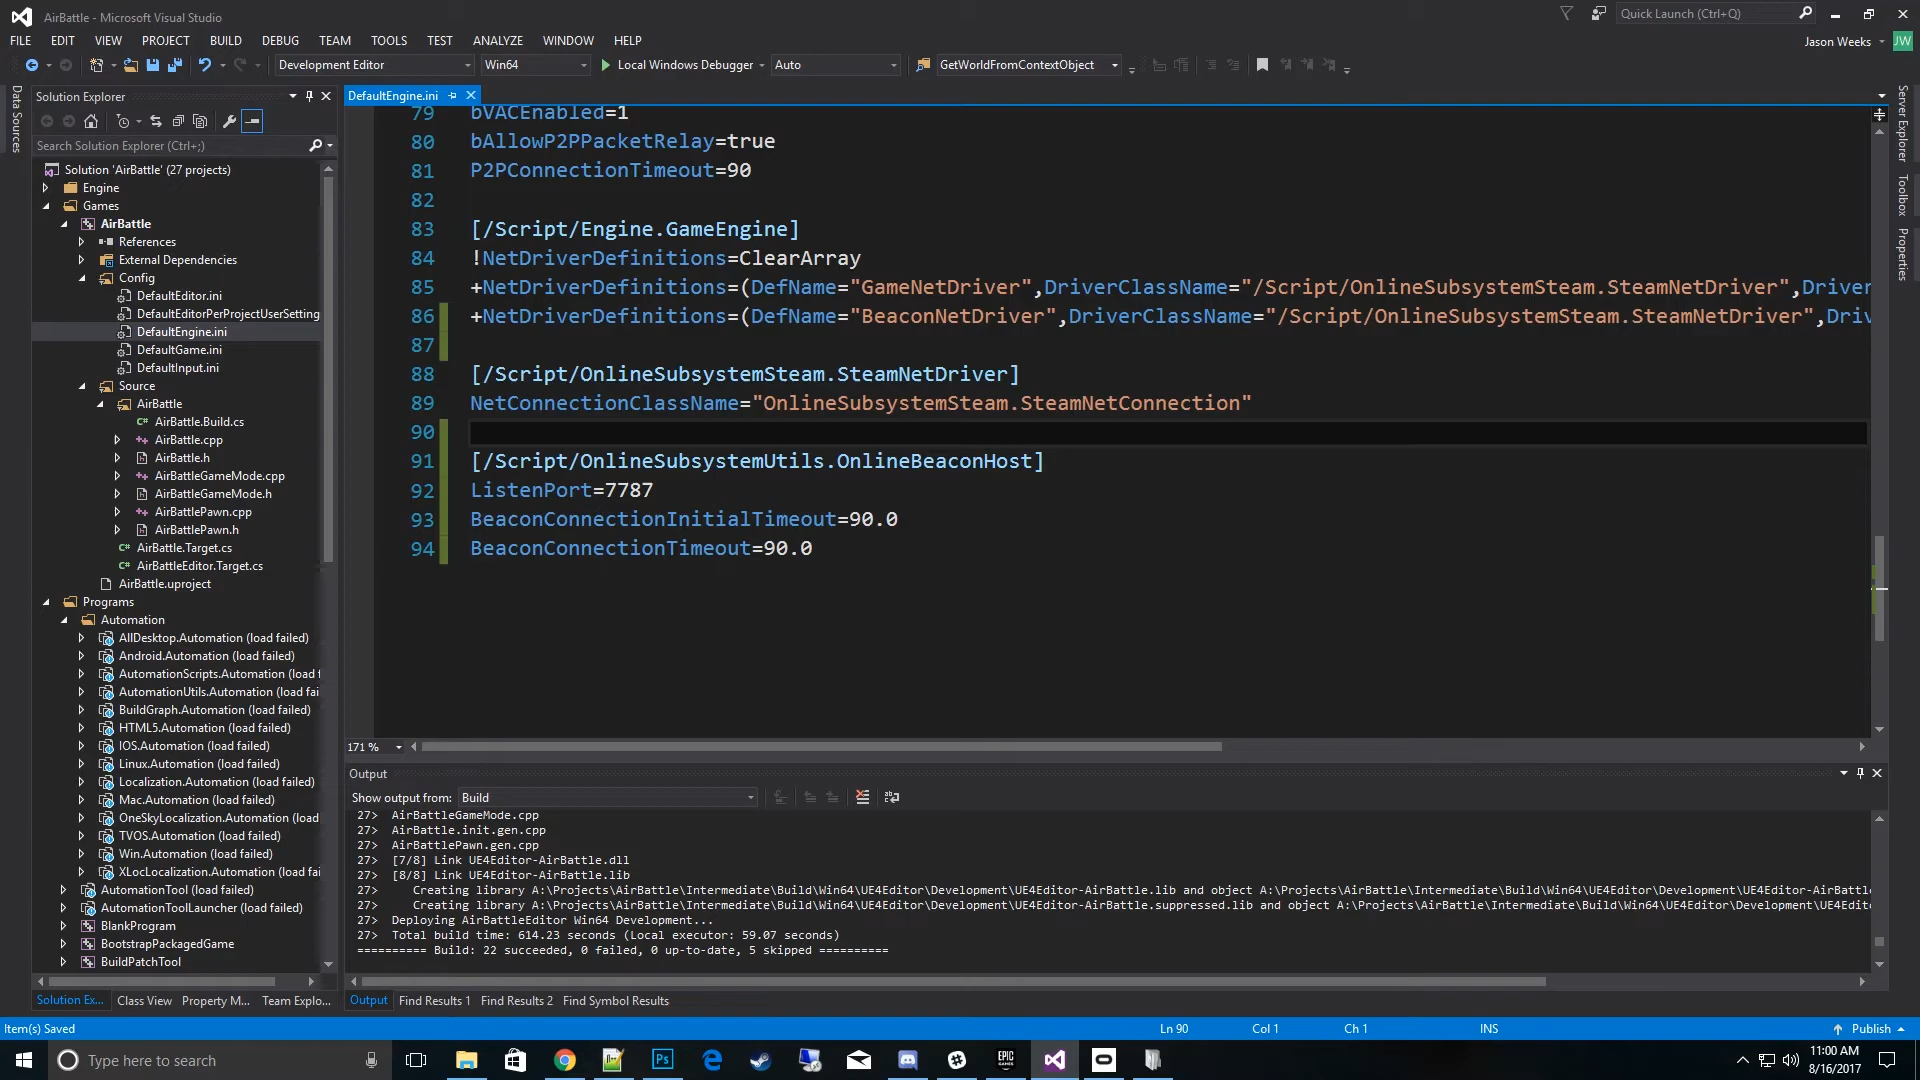 AirBattle - Microsoft Visual Studio
Quick Launch (Ctrl+Q)
FILE EDIT VIEW PROJECT BUILD DEBUG TEAM TOOLS TEST ANALYZE WINDOW HELP
Jason Weeks JW
Development Editor Win64 Local Windows Debugger Auto GetWorldFromContextObject
Data Sources
Solution Explorer
Search Solution Explorer (Ctrl+;)
Solution 'AirBattle' (27 projects)
Engine
Games
AirBattle
References
External Dependencies
Config
DefaultEditor.ini
DefaultEditorPerProjectUserSetting
DefaultEngine.ini
DefaultGame.ini
DefaultInput.ini
Source
AirBattle
C# AirBattle.Build.cs
++ AirBattle.cpp
AirBattle.h
++ AirBattleGameMode.cpp
AirBattleGameMode.h
++ AirBattlePawn.cpp
AirBattlePawn.h
C# AirBattle.Target.cs
C# AirBattleEditor.Target.cs
AirBattle.uproject
Programs
Automation
AllDesktop.Automation (load failed)
Android.Automation (load failed)
AutomationScripts.Automation (load f
AutomationUtils.Automation (load fai
BuildGraph.Automation (load failed)
HTML5.Automation (load failed)
IOS.Automation (load failed)
Linux.Automation (load failed)
Localization.Automation (load failed)
Mac.Automation (load failed)
OneSkyLocalization.Automation (load
TVOS.Automation (load failed)
Win.Automation (load failed)
XLocLocalization.Automation (load fai
AutomationTool (load failed)
AutomationToolLauncher (load failed)
BlankProgram
BootstrapPackagedGame
BuildPatchTool
Solution Ex... Class View Property M... Team Explo...
DefaultEngine.ini
79 bVACEnabled=1
80 bAllowP2PPacketRelay=true
81 P2PConnectionTimeout=90
82
83 [/Script/Engine.GameEngine]
84 !NetDriverDefinitions=ClearArray
85 +NetDriverDefinitions=(DefName="GameNetDriver",DriverClassName="/Script/OnlineSubsystemSteam.SteamNetDriver",Driver
86 +NetDriverDefinitions=(DefName="BeaconNetDriver",DriverClassName="/Script/OnlineSubsystemSteam.SteamNetDriver",Driv
87
88 [/Script/OnlineSubsystemSteam.SteamNetDriver]
89 NetConnectionClassName="OnlineSubsystemSteam.SteamNetConnection"
90
91 [/Script/OnlineSubsystemUtils.OnlineBeaconHost]
92 ListenPort=7787
93 BeaconConnectionInitialTimeout=90.0
94 BeaconConnectionTimeout=90.0
171 %
Server Explorer
Toolbox
Properties
Output
Show output from: Build
27> AirBattleGameMode.cpp
27> AirBattle.init.gen.cpp
27> AirBattlePawn.gen.cpp
27> [7/8] Link UE4Editor-AirBattle.dll
27> [8/8] Link UE4Editor-AirBattle.lib
27> Creating library A:\Projects\AirBattle\Intermediate\Build\Win64\UE4Editor\Development\UE4Editor-AirBattle.lib and object A:\Projects\AirBattle\Intermediate\Build\Win64\UE4Editor\Development\UE4Editor-AirBattl
27> Creating library A:\Projects\AirBattle\Intermediate\Build\Win64\UE4Editor\Development\UE4Editor-AirBattle.suppressed.lib and object A:\Projects\AirBattle\Intermediate\Build\Win64\UE4Editor\Development\UE4Edit
27> Deploying AirBattleEditor Win64 Development...
27> Total build time: 614.23 seconds (Local executor: 59.07 seconds)
========== Build: 22 succeeded, 0 failed, 0 up-to-date, 5 skipped ==========
Output Find Results 1 Find Results 2 Find Symbol Results
Item(s) Saved Ln 90 Col 1 Ch 1 INS Publish
Type here to search
Ps
EPIC GAMES
11:00 AM
8/16/2017